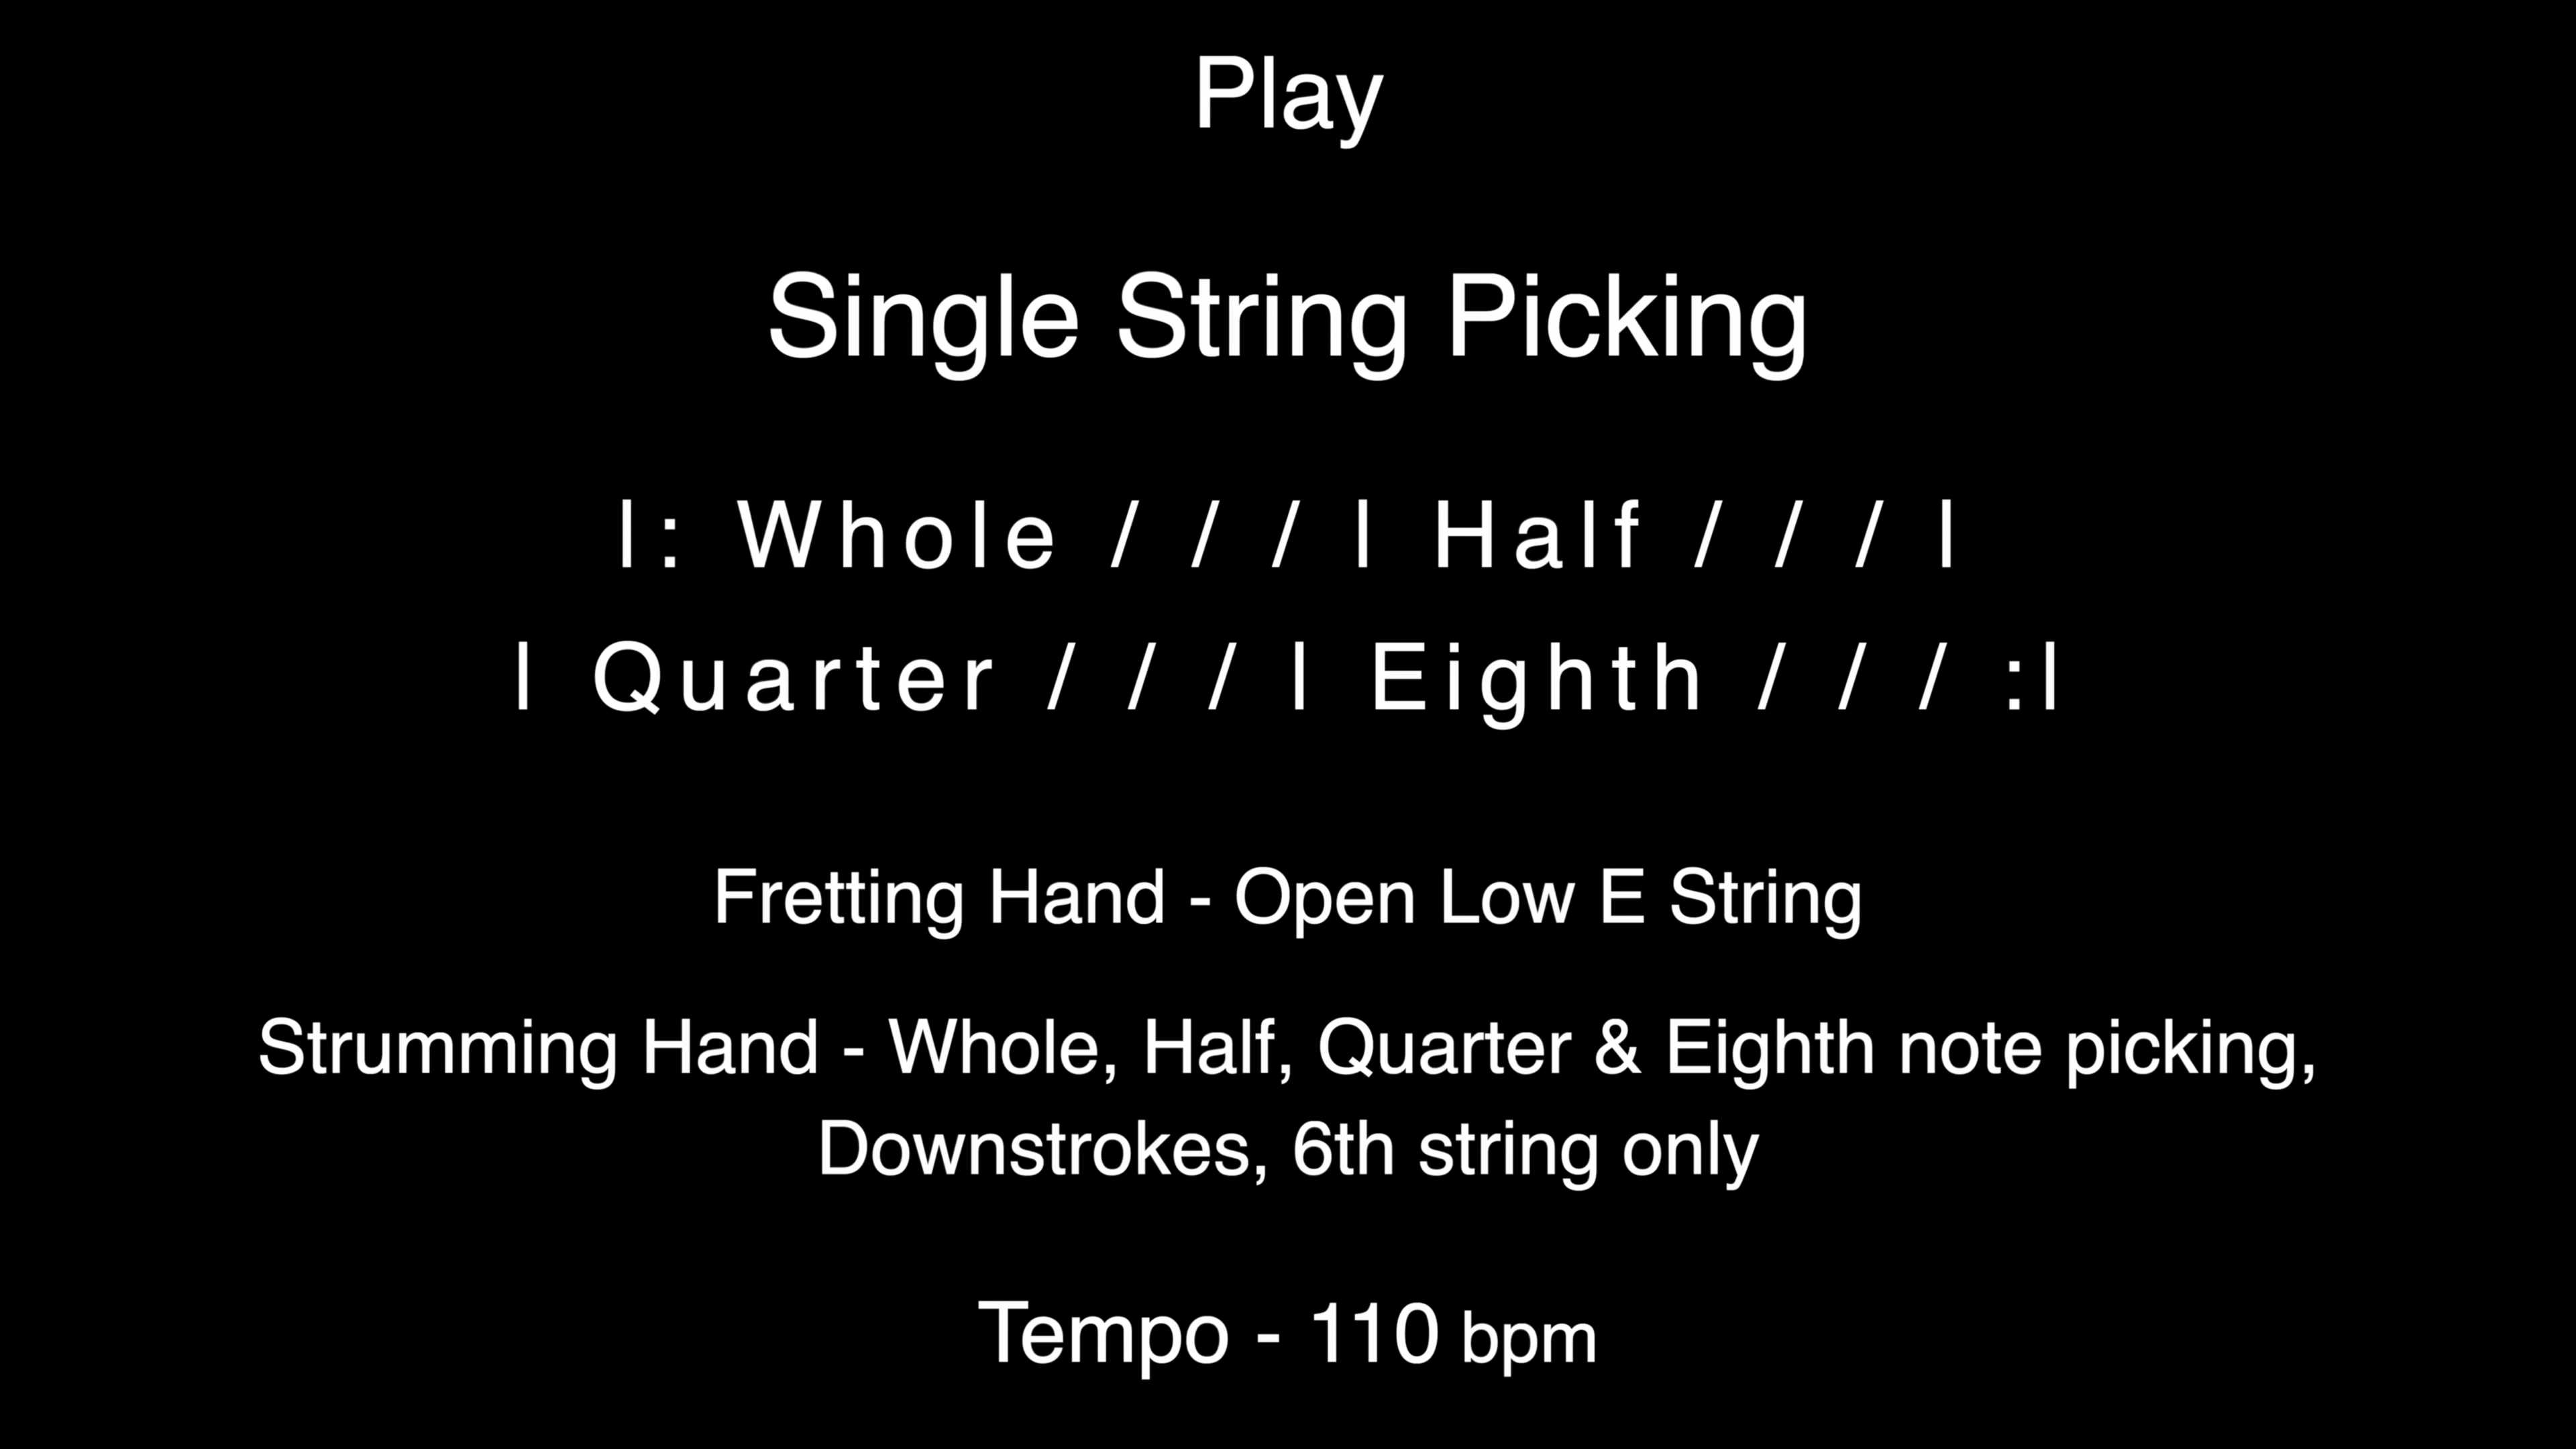 Play
Single String Picking
|: Whole / / / | Half / / / |
| Quarter / / / | Eighth / / / :|
Fretting Hand - Open Low E String
Strumming Hand - Whole, Half, Quarter & Eighth note picking,
Downstrokes, 6th string only
Tempo - 110 bpm